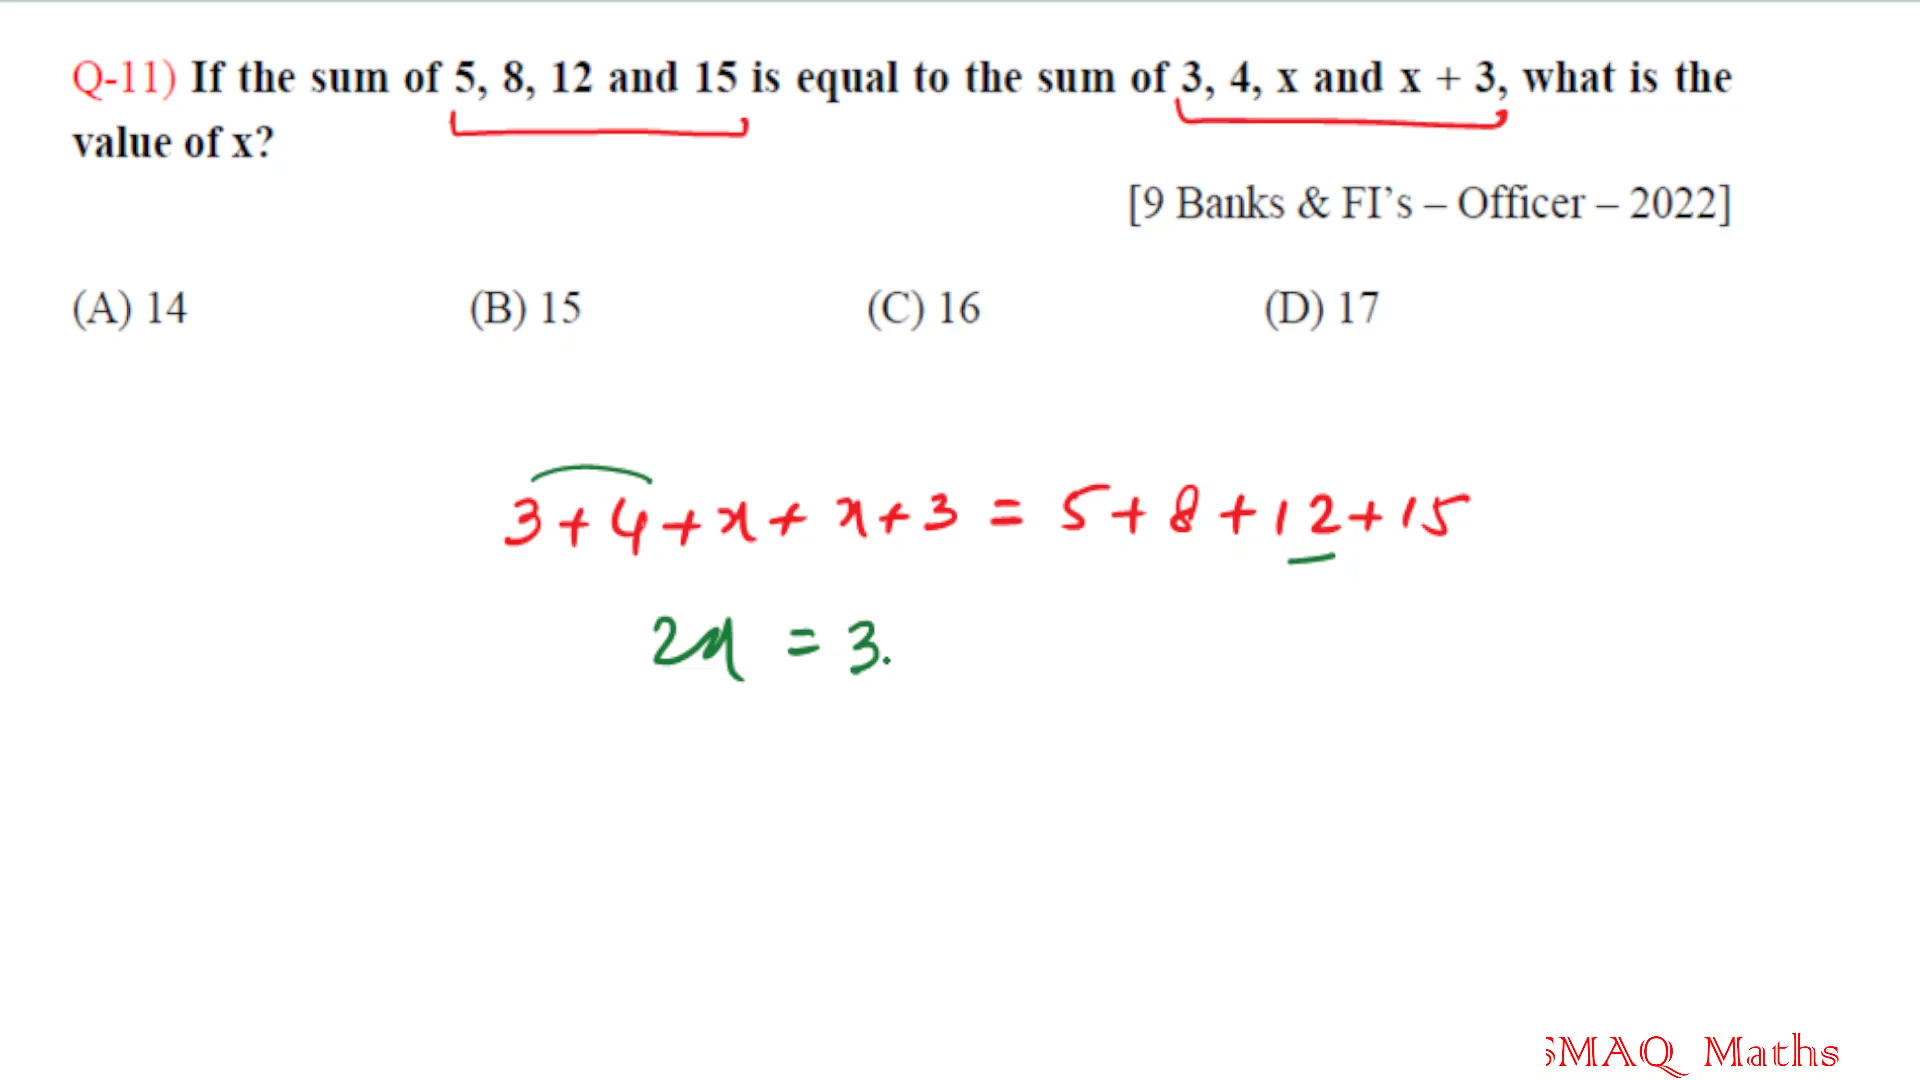 Q-11) If the sum of 5, 8, 12 and 15 is equal to the sum of 3, 4, x and x + 3, what is the
value of x?
[9 Banks & FI’s – Officer – 2022]
(A) 14 (B) 15 (C) 16 (D) 17
3+4+x+x+3 = 5+8+12+15
2x = 3.
SMAQ Maths